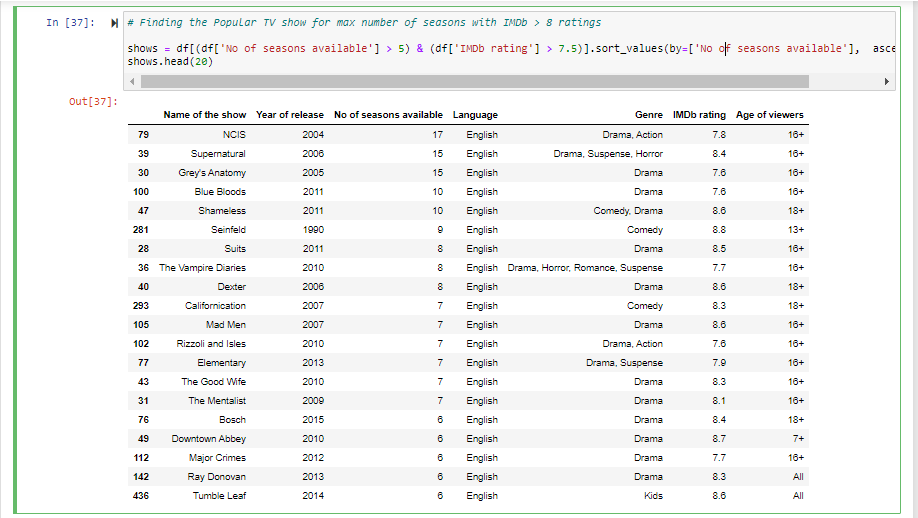 In [37]:
# Finding the Popular TV show for max number of seasons with IMDb > 8 ratings
shows = df[(df['No of seasons available'] > 5) & (df['IMDb rating'] > 7.5)].sort_values(by=['No of seasons available'], asce
shows.head(20)
Out[37]:
Name of the show Year of release No of seasons available Language Genre IMDb rating Age of viewers
79 NCIS 2004 17 English Drama, Action 7.8 16+
39 Supernatural 2006 15 English Drama, Suspense, Horror 8.4 16+
30 Grey's Anatomy 2005 15 English Drama 7.6 16+
100 Blue Bloods 2011 10 English Drama 7.6 16+
47 Shameless 2011 10 English Comedy, Drama 8.6 18+
281 Seinfeld 1990 9 English Comedy 8.8 13+
28 Suits 2011 8 English Drama 8.5 16+
36 The Vampire Diaries 2010 8 English Drama, Horror, Romance, Suspense 7.7 16+
40 Dexter 2006 8 English Drama 8.6 18+
293 Californication 2007 7 English Comedy 8.3 18+
105 Mad Men 2007 7 English Drama 8.6 16+
102 Rizzoli and Isles 2010 7 English Drama, Action 7.6 16+
77 Elementary 2013 7 English Drama, Suspense 7.9 16+
43 The Good Wife 2010 7 English Drama 8.3 16+
31 The Mentalist 2009 7 English Drama 8.1 16+
76 Bosch 2015 6 English Drama 8.4 18+
49 Downtown Abbey 2010 6 English Drama 8.7 7+
112 Major Crimes 2012 6 English Drama 7.7 16+
142 Ray Donovan 2013 6 English Drama 8.3 All
436 Tumble Leaf 2014 6 English Kids 8.6 All